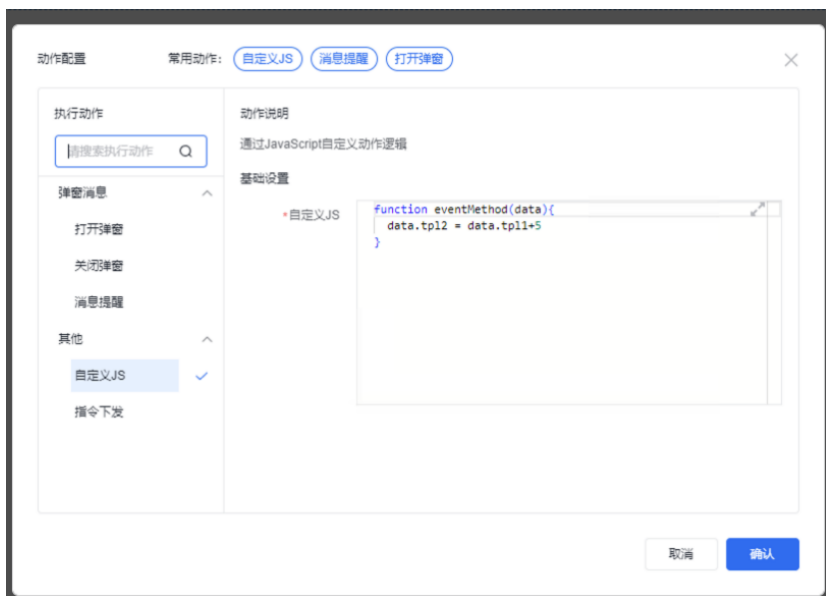 动作配置
常用动作: 自定义JS 消息提醒 打开弹窗
执行动作
请搜索执行动作
弹窗消息
打开弹窗
关闭弹窗
消息提醒
其他
自定义JS
指令下发
动作说明
通过JavaScript自定义动作逻辑
基础设置
*自定义JS
function eventMethod(data){
data.tpl2 = data.tpl1+5
}
取消
确认